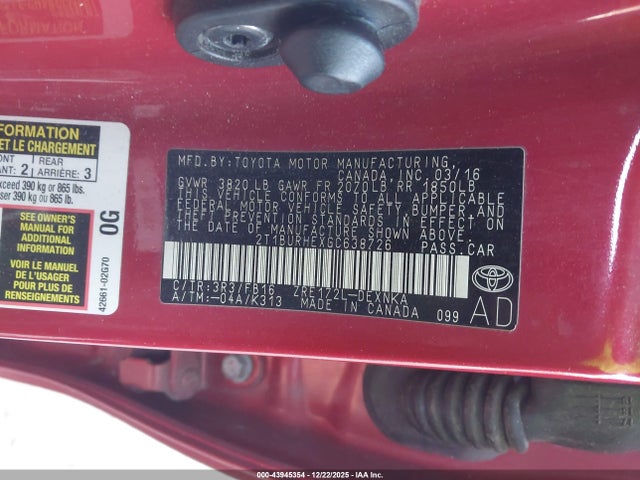 FORMATION
ET LE CHARGEMENT
ONT 2 REAR 3
ANT: ARRIÈRE:
xceed 390 kg or 865 lbs.
ser 390 kg ou 865 lb.
SEE OWNER'S
MANUAL FOR
ADDITIONAL
INFORMATION
VOIR LE MANUEL
DE L'USAGER
POUR PLUS DE
RENSEIGNEMENTS
0G
42661-02G70
MFD.BY:TOYOTA MOTOR MANUFACTURING,
CANADA,INC.03/16
GVWR 3820LB GAWR FR 2070LB RR 1850LB
THIS VEHICLE CONFORMS TO ALL APPLICABLE
FEDERAL MOTOR VEHICLE SAFETY, BUMPER, AND
THEFT PREVENTION STANDARDS IN EFFECT ON
THE DATE OF MANUFACTURE SHOWN ABOVE.
2T1BURHEXGC638726 PASS.CAR
C/TR:3R3/FB16 ZRE172L-DEXNKA
A/TM:-04A/K313 MADE IN CANADA 099
TOYOTA
AD
000-43945354 | 12/22/2025 - IAAI.COM